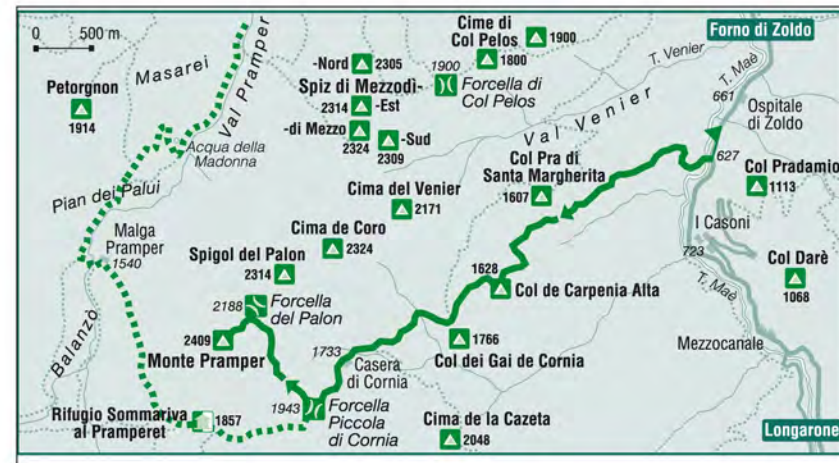 0 500 m
Masarei
Petorgnon
1914
Val Pramper
Acqua della
Madonna
Pian dei Palui
Malga
Pramper
1540
Balanzò
-Nord 2305
Spiz di Mezzodì-
2314 -Est
-di Mezzo
2324
-Sud
2309
Cime di
Col Pelos
1900
1800
1900
Forcella di
Col Pelos
T. Venier
Val Venier
Forno di Zoldo
T. Maè
661
Ospitale
di Zoldo
627
Col Pradamio
1113
Col Pra di
Santa Margherita
1607
Cima del Venier
2171
Cima de Coro
2324
Spigol del Palon
2314
2188
Forcella
del Palon
2409
Monte Pramper
1628
Col de Carpenia Alta
I Casoni
723
T. Maè
Col Darè
1068
Mezzocanale
1766
Col dei Gai de Cornia
1733
Casera
di Cornia
1943
Forcella
Piccola
di Cornia
Rifugio Sommariva
al Pramperet
1857
Cima de la Cazeta
2048
Longarone